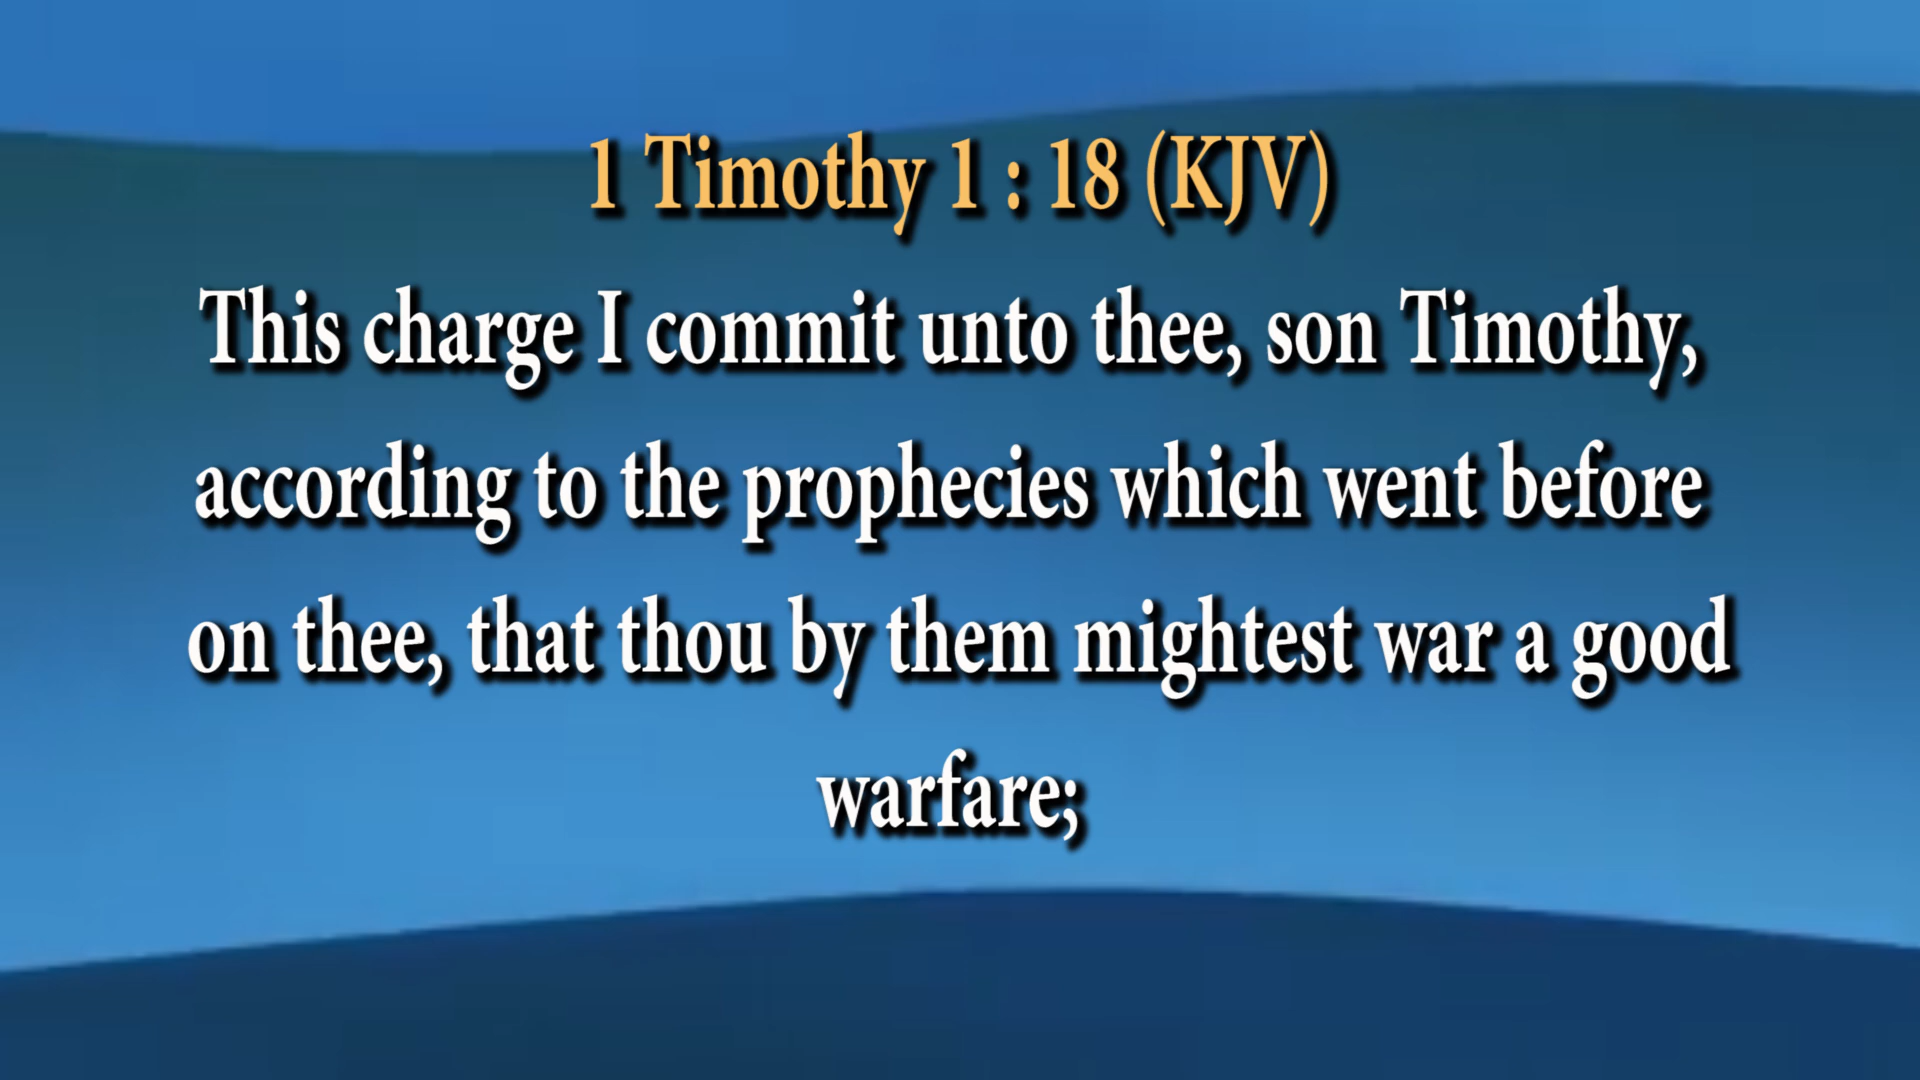 1 Timothy 1 : 18 (KJV)
This charge I commit unto thee, son Timothy,
according to the prophecies which went before
on thee, that thou by them mightest war a good
warfare;